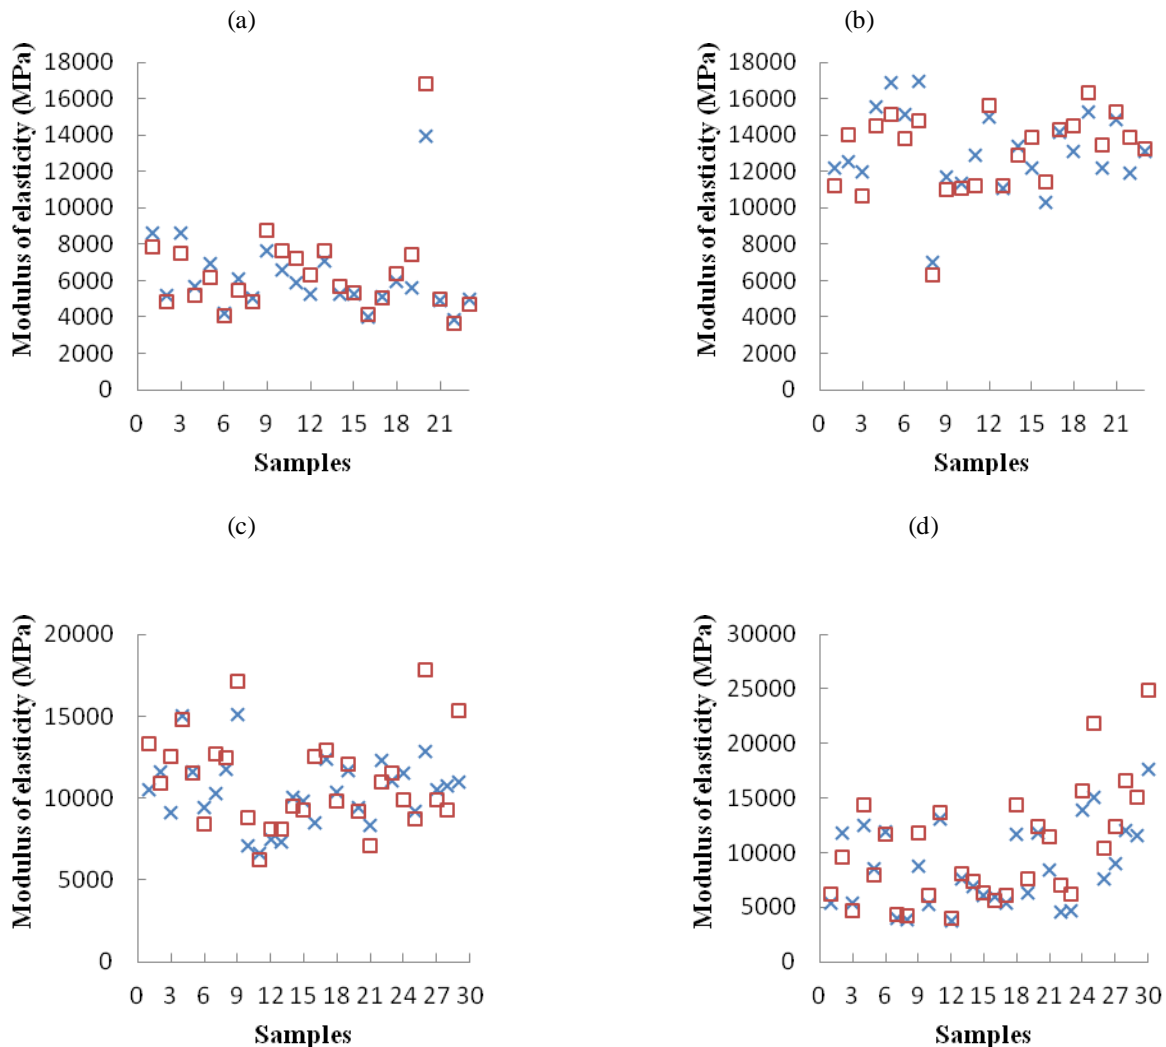 (a)
Modulus of elasticity (MPa)
18000
16000
14000
12000
10000
8000
6000
4000
2000
0
0 3 6 9 12 15 18 21
Samples
(b)
Modulus of elasticity (MPa)
18000
16000
14000
12000
10000
8000
6000
4000
2000
0
0 3 6 9 12 15 18 21
Samples
(c)
Modulus of elasticity (MPa)
20000
15000
10000
5000
0
0 3 6 9 12 15 18 21 24 27 30
Samples
(d)
Modulus of elasticity (MPa)
30000
25000
20000
15000
10000
5000
0
0 3 6 9 12 15 18 21 24 27 30
Samples